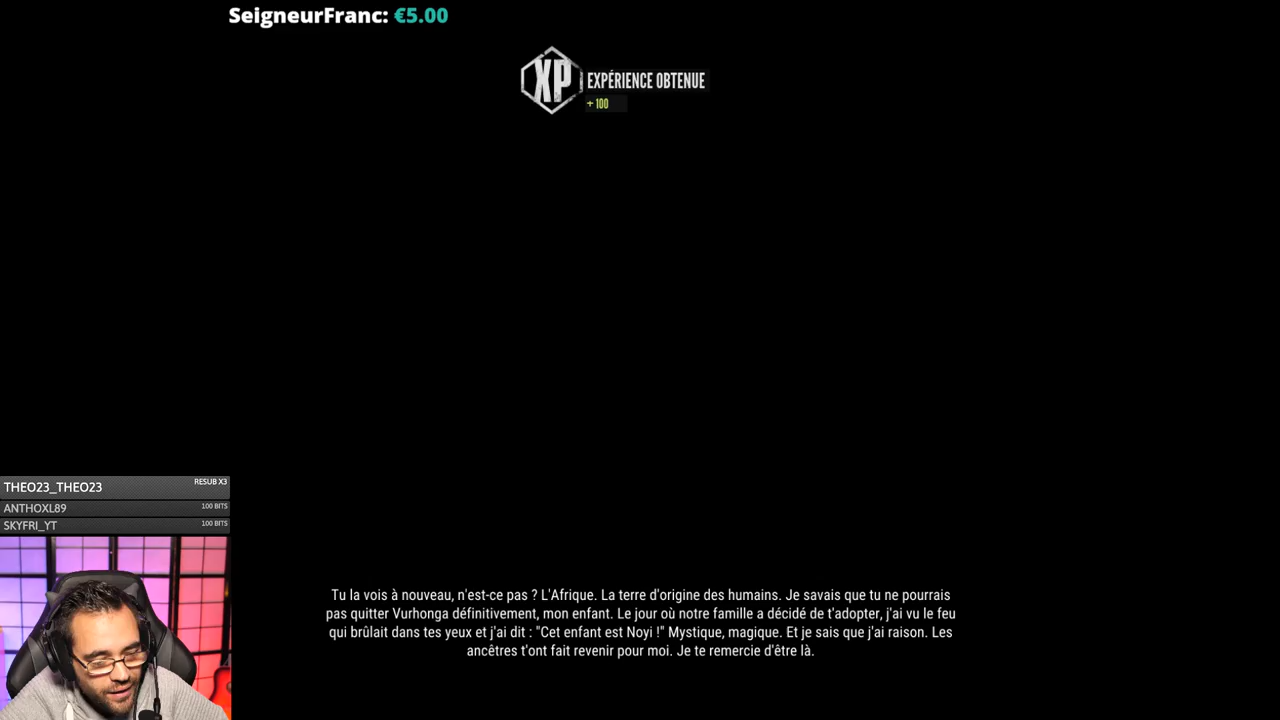 SeigneurFranc: €5.00
XP EXPÉRIENCE OBTENUE
+ 100
THEO23_THEO23 RESUB X3
ANTHOXL89 100 BITS
SKYFRI_YT 100 BITS
Tu la vois à nouveau, n'est-ce pas ? L'Afrique. La terre d'origine des humains. Je savais que tu ne pourrais
pas quitter Vurhonga définitivement, mon enfant. Le jour où notre famille a décidé de t'adopter, j'ai vu le feu
qui brûlait dans tes yeux et j'ai dit : "Cet enfant est Noyi !" Mystique, magique. Et je sais que j'ai raison. Les
ancêtres t'ont fait revenir pour moi. Je te remercie d'être là.